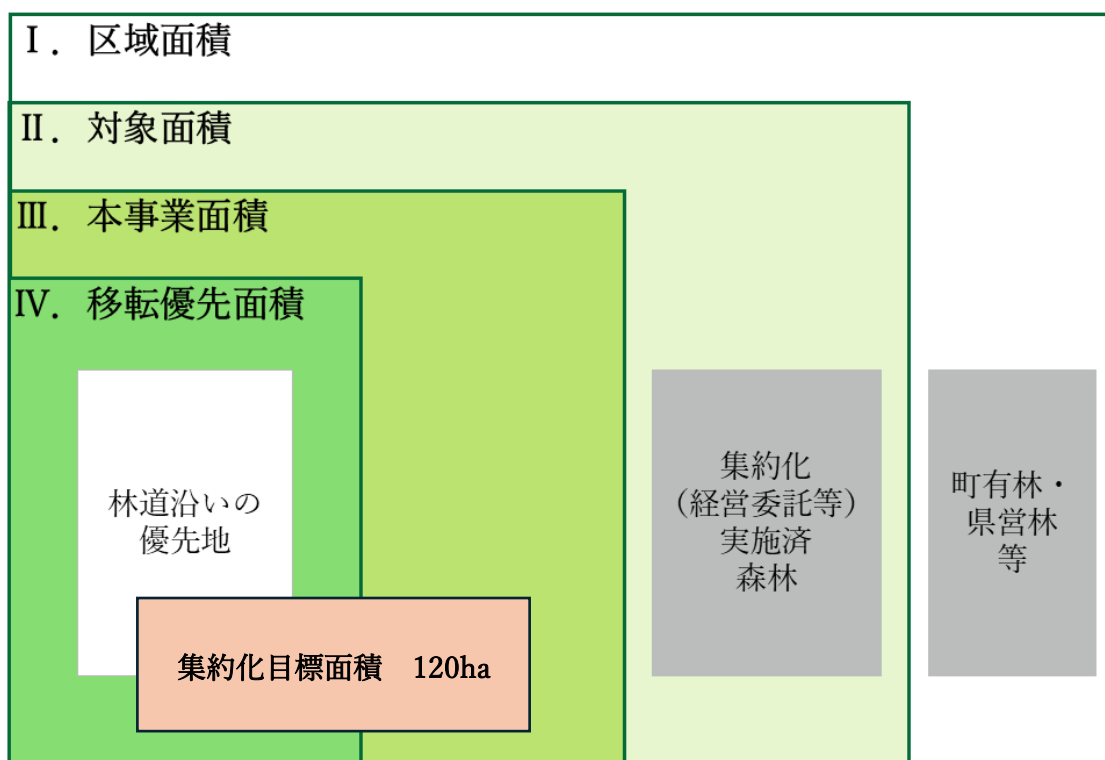 Ⅰ．区域面積
Ⅱ．対象面積
Ⅲ．本事業面積
Ⅳ．移転優先面積
林道沿いの
優先地
集約化目標面積　120ha
集約化
（経営委託等）
実施済
森林
町有林・
県営林
等